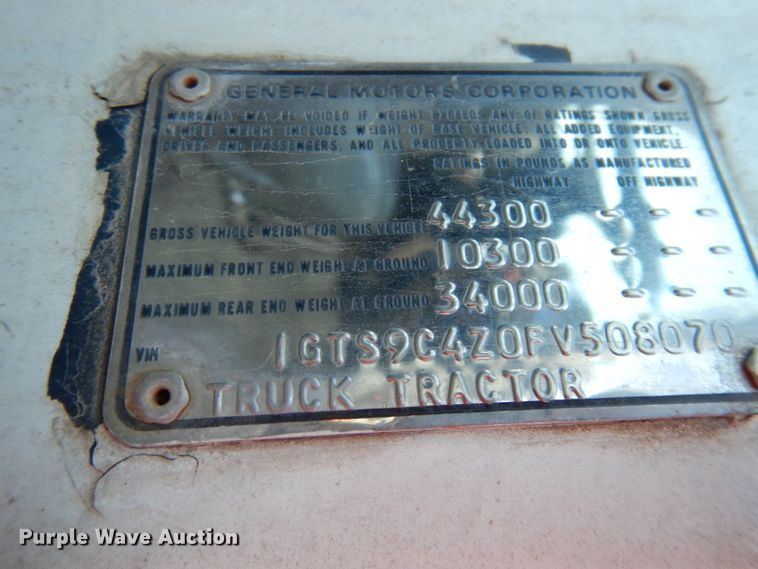 GENERAL MOTORS CORPORATION
WARRANTY MAY BE VOIDED IF WEIGHT EXCEEDS ANY OF RATINGS SHOWN. GROSS
VEHICLE WEIGHT INCLUDES WEIGHT OF BASE VEHICLE, ALL ADDED EQUIPMENT,
DRIVER AND PASSENGERS, AND ALL PROPERTY LOADED INTO OR ONTO VEHICLE.
RATINGS IN POUNDS AS MANUFACTURED
HIGHWAY OFF HIGHWAY
GROSS VEHICLE WEIGHT FOR THIS VEHICLE 44300 - - -
MAXIMUM FRONT END WEIGHT AT GROUND 10300 - - -
MAXIMUM REAR END WEIGHT AT GROUND 34000 - - -
VIN 1GTS9C4Z0FV508070
TRUCK TRACTOR
Purple Wave Auction